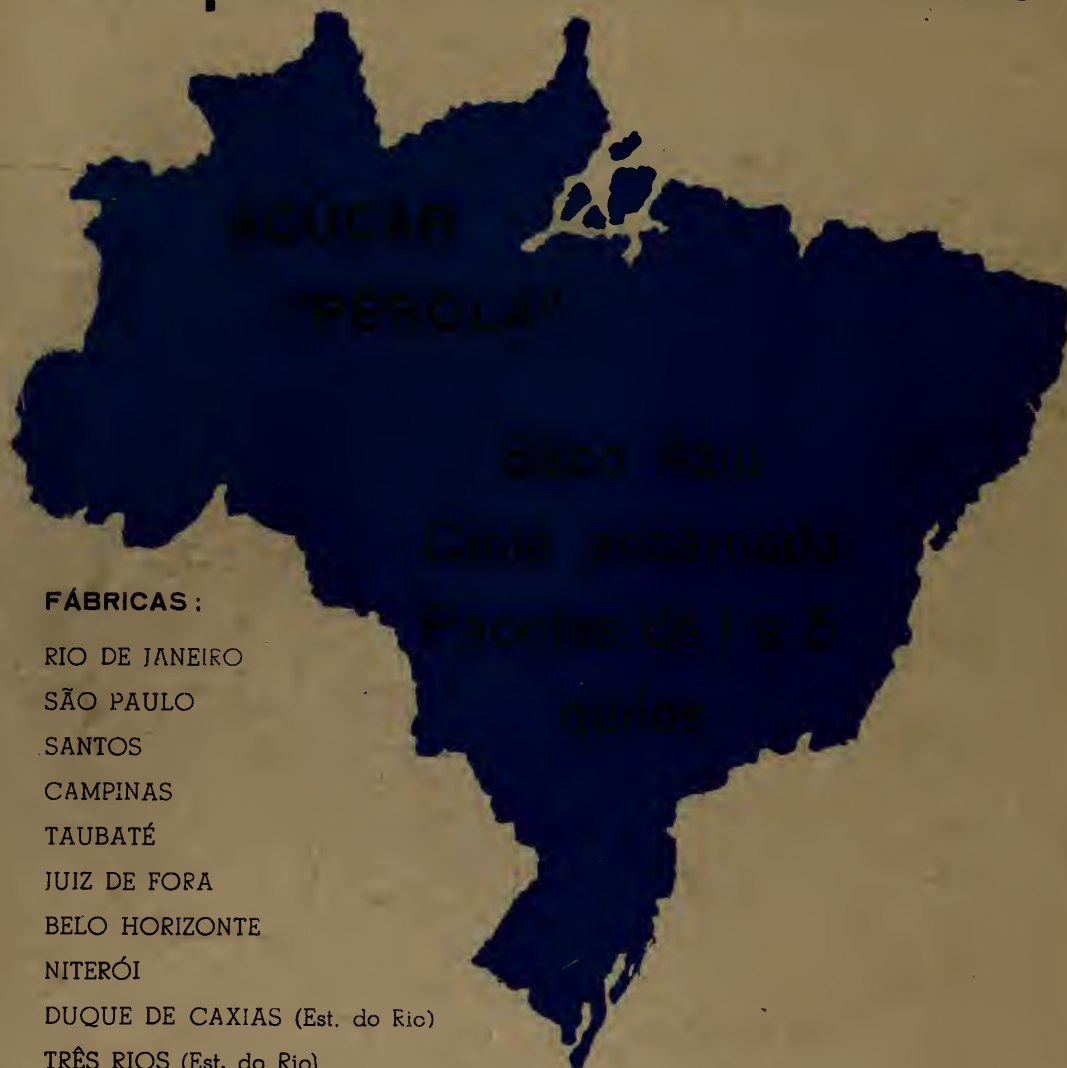 AÇÚCAR
"PÉROLA"
Saco Azul
Cinta encarnada
Pacotes de 1 e 5
quilos
FÁBRICAS:
RIO DE JANEIRO
SÃO PAULO
SANTOS
CAMPINAS
TAUBATÉ
JUIZ DE FORA
BELO HORIZONTE
NITERÓI
DUQUE DE CAXIAS (Est. do Rio)
TRÊS RIOS (Est. do Rio)